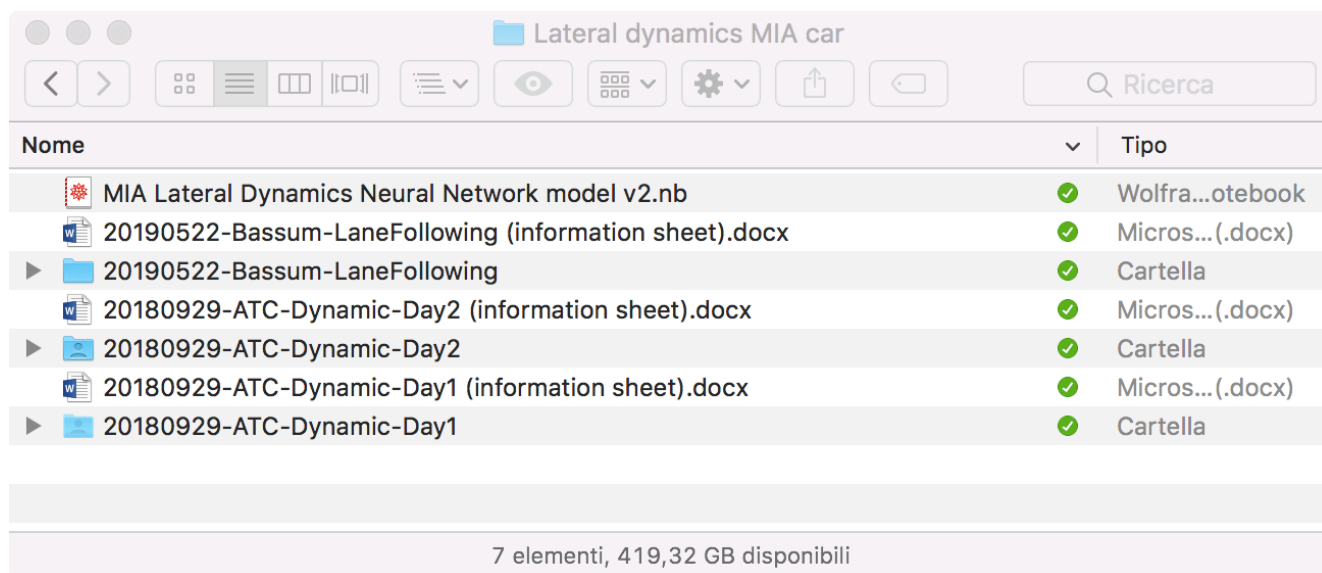 Lateral dynamics MIA car
Ricerca
Nome Tipo
MIA Lateral Dynamics Neural Network model v2.nb Wolfra...otebook
20190522-Bassum-LaneFollowing (information sheet).docx Micros...(.docx)
20190522-Bassum-LaneFollowing Cartella
20180929-ATC-Dynamic-Day2 (information sheet).docx Micros...(.docx)
20180929-ATC-Dynamic-Day2 Cartella
20180929-ATC-Dynamic-Day1 (information sheet).docx Micros...(.docx)
20180929-ATC-Dynamic-Day1 Cartella
7 elementi, 419,32 GB disponibili